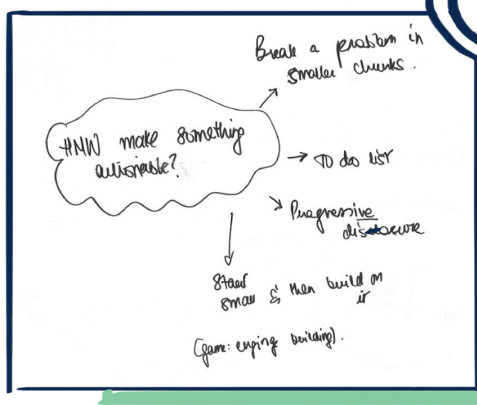 Break a problem in
smaller chunks.
HMW make something
actionable?
To do list
Progressive
disclosure
Start
small & then build on
it
(game: empire building).